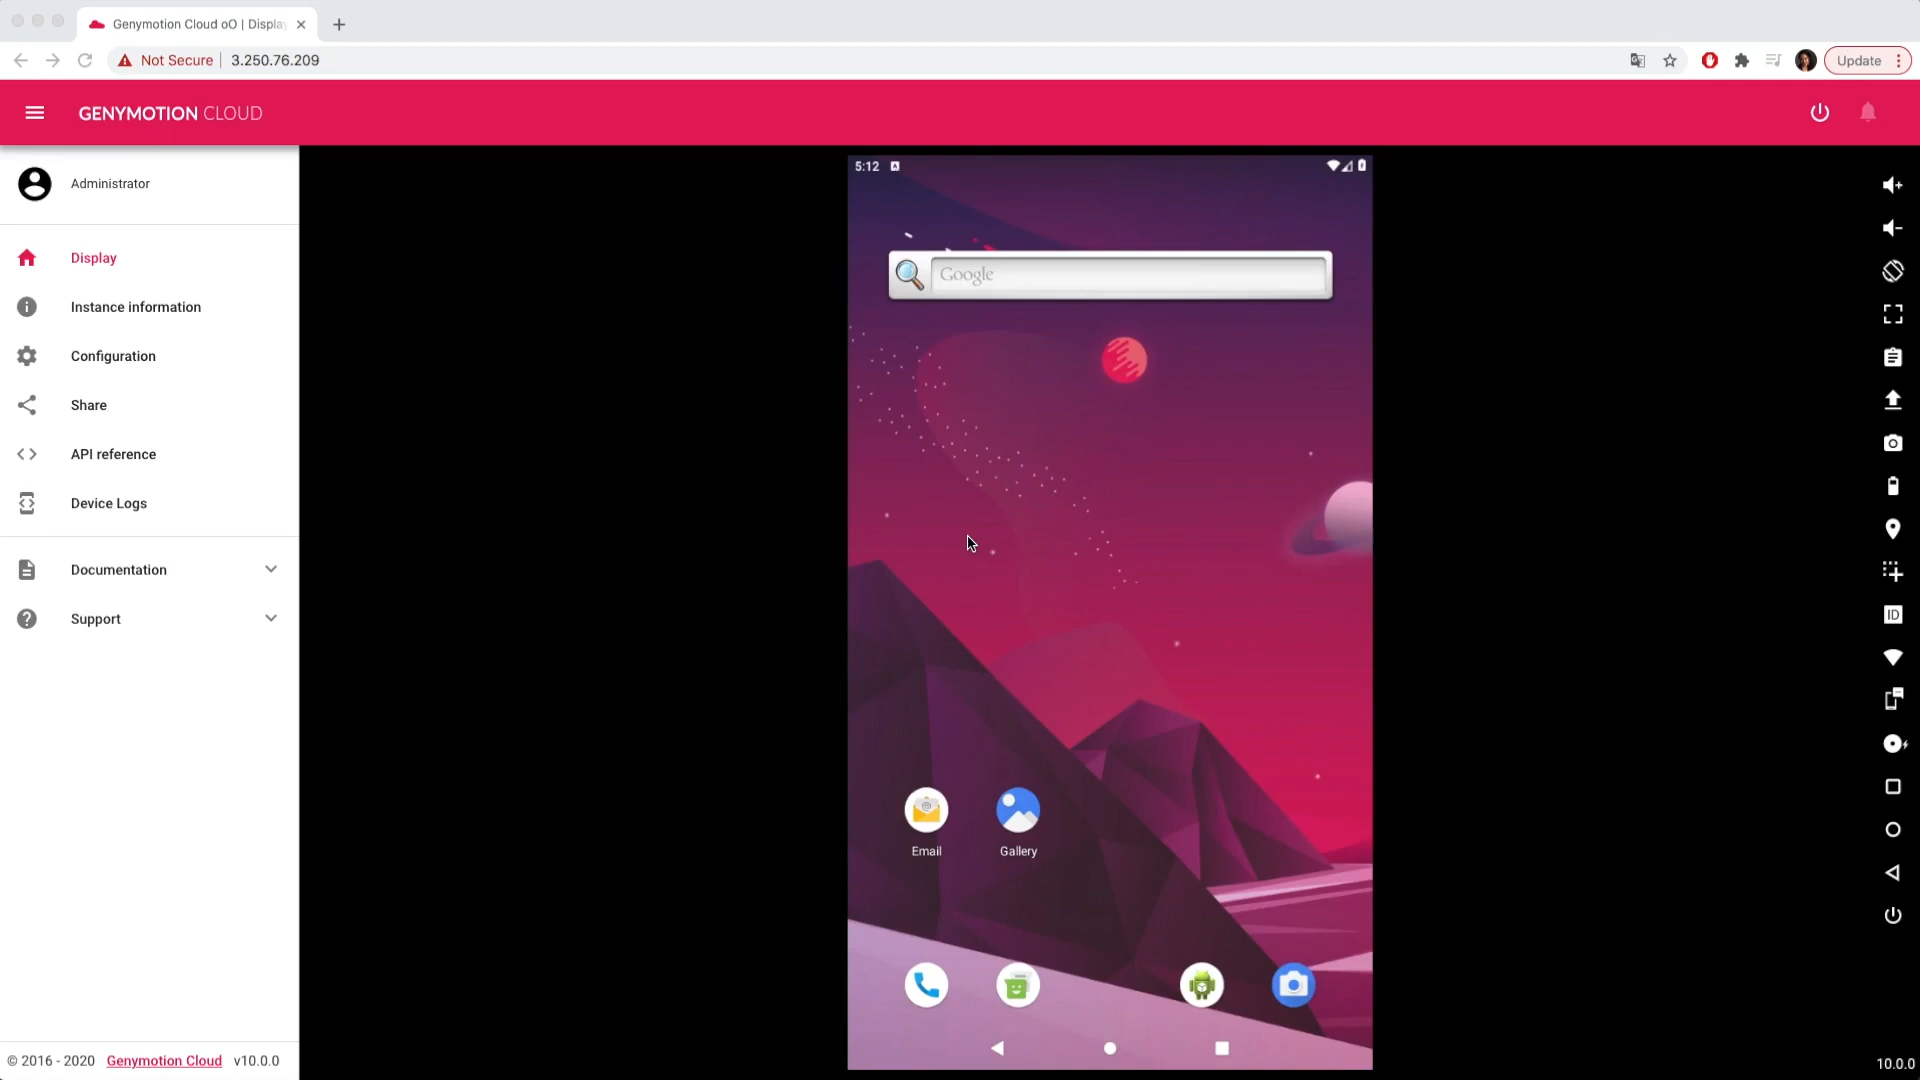 Genymotion Cloud oO | Displa
Not Secure
3.250.76.209
Update
GENYMOTION CLOUD
Administrator
Display
Instance information
Configuration
Share
API reference
Device Logs
Documentation
Support
© 2016 - 2020 Genymotion Cloud v10.0.0
5:12
Google
Email
Gallery
ID
10.0.0